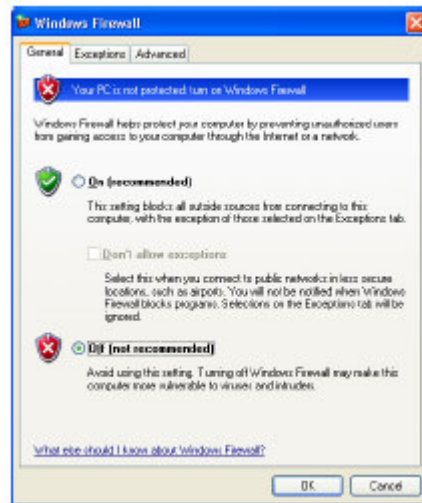 Windows Firewall
General Exceptions Advanced
Your PC is not protected: turn on Windows Firewall
Windows Firewall helps protect your computer by preventing unauthorized users
from gaining access to your computer through the Internet or a network.
On (recommended)
This setting blocks all outside sources from connecting to this
computer, with the exception of those selected on the Exceptions tab.
Don't allow exceptions
Select this when you connect to public networks in less secure
locations, such as airports. You will not be notified when Windows
Firewall blocks programs. Selections on the Exceptions tab will be
ignored.
Off (not recommended)
Avoid using this setting. Turning off Windows Firewall may make this
computer more vulnerable to viruses and intruders.
What else should I know about Windows Firewall?
OK Cancel